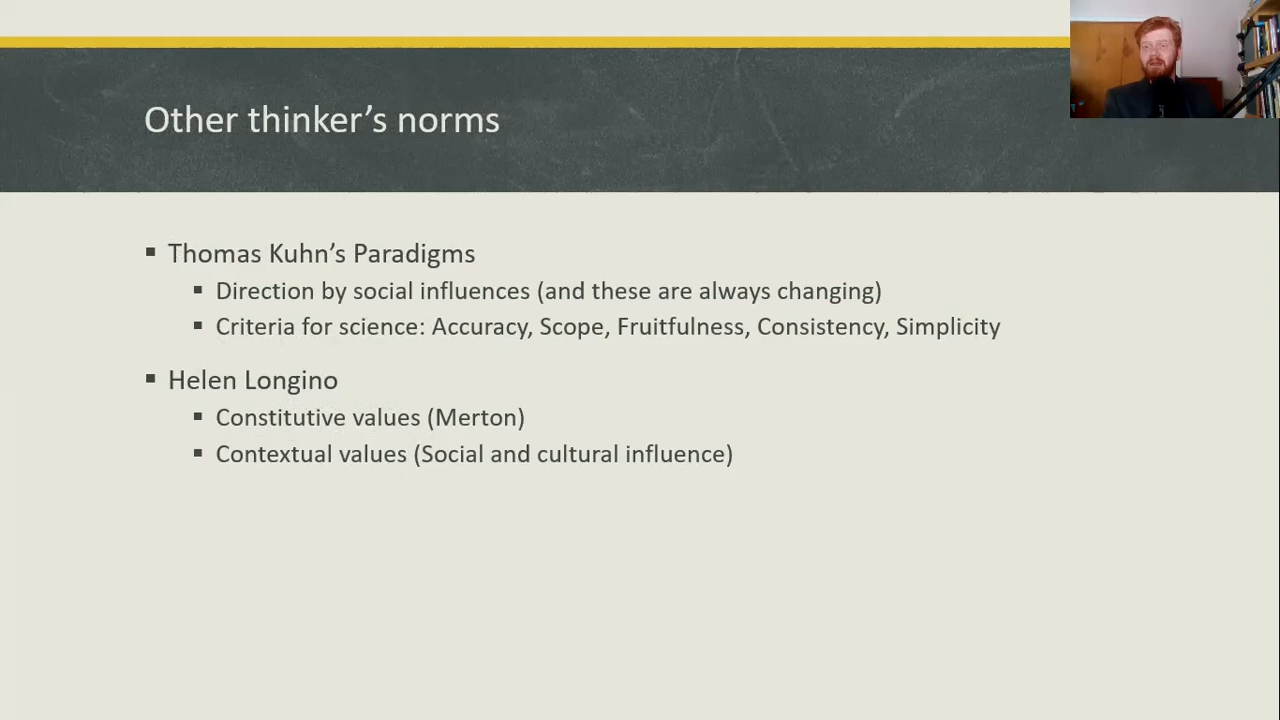 Other thinker’s norms
Thomas Kuhn’s Paradigms
Direction by social influences (and these are always changing)
Criteria for science: Accuracy, Scope, Fruitfulness, Consistency, Simplicity
Helen Longino
Constitutive values (Merton)
Contextual values (Social and cultural influence)